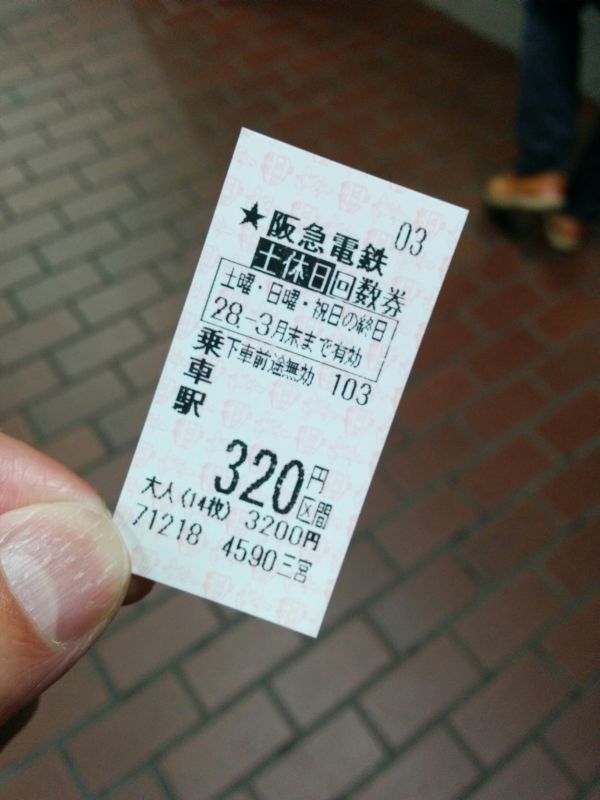 ★阪急電鉄 03
土休日回数券
土曜・日曜・祝日の終日
28.-3月末まで有効
下車前途無効 103
乗車駅
320円区間
大人(14枚) 3200円
71218 4590三宮